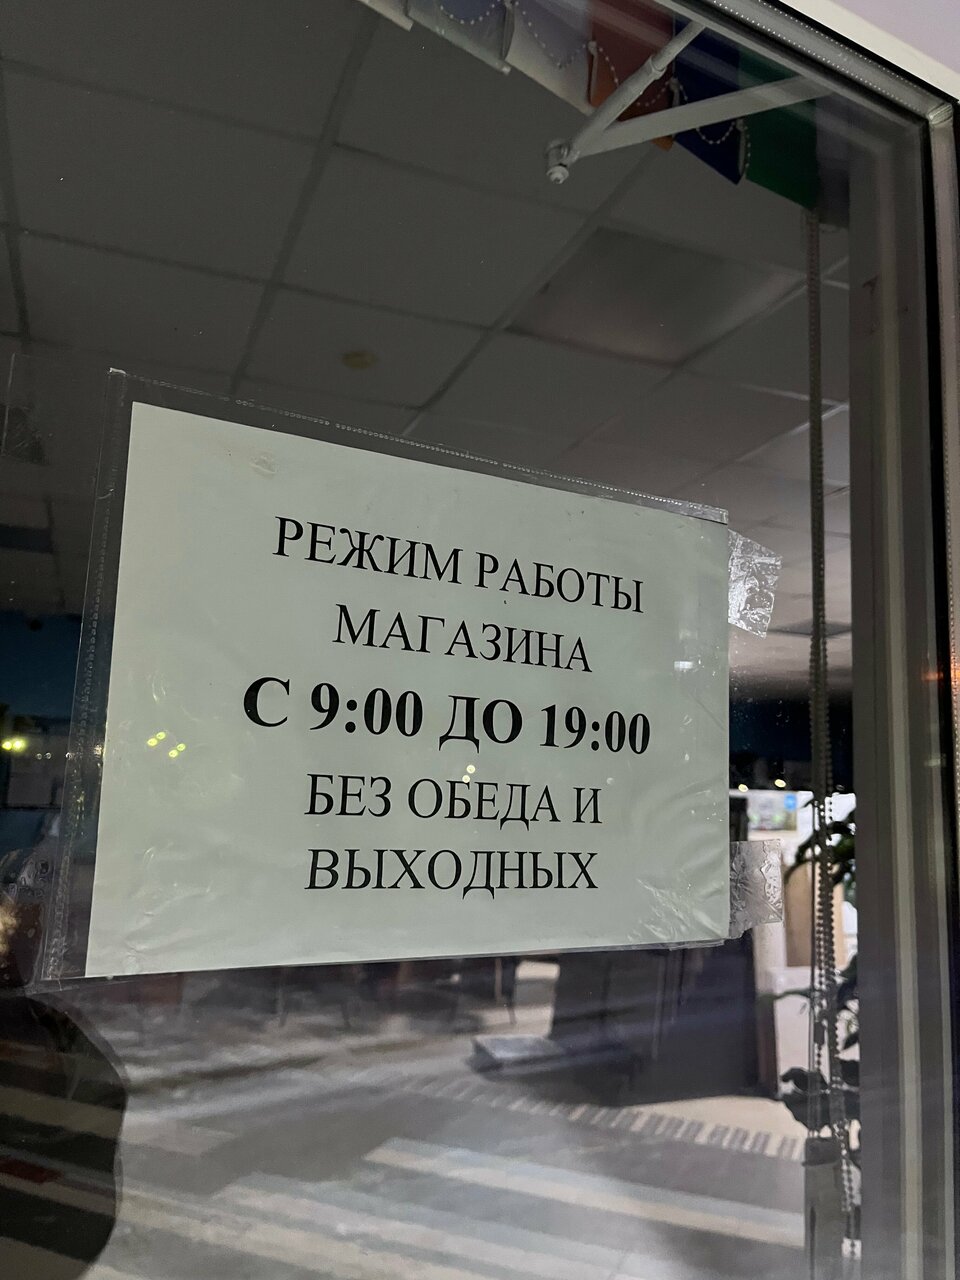 РЕЖИМ РАБОТЫ
МАГАЗИНА
С 9:00 ДО 19:00
БЕЗ ОБЕДА И
ВЫХОДНЫХ